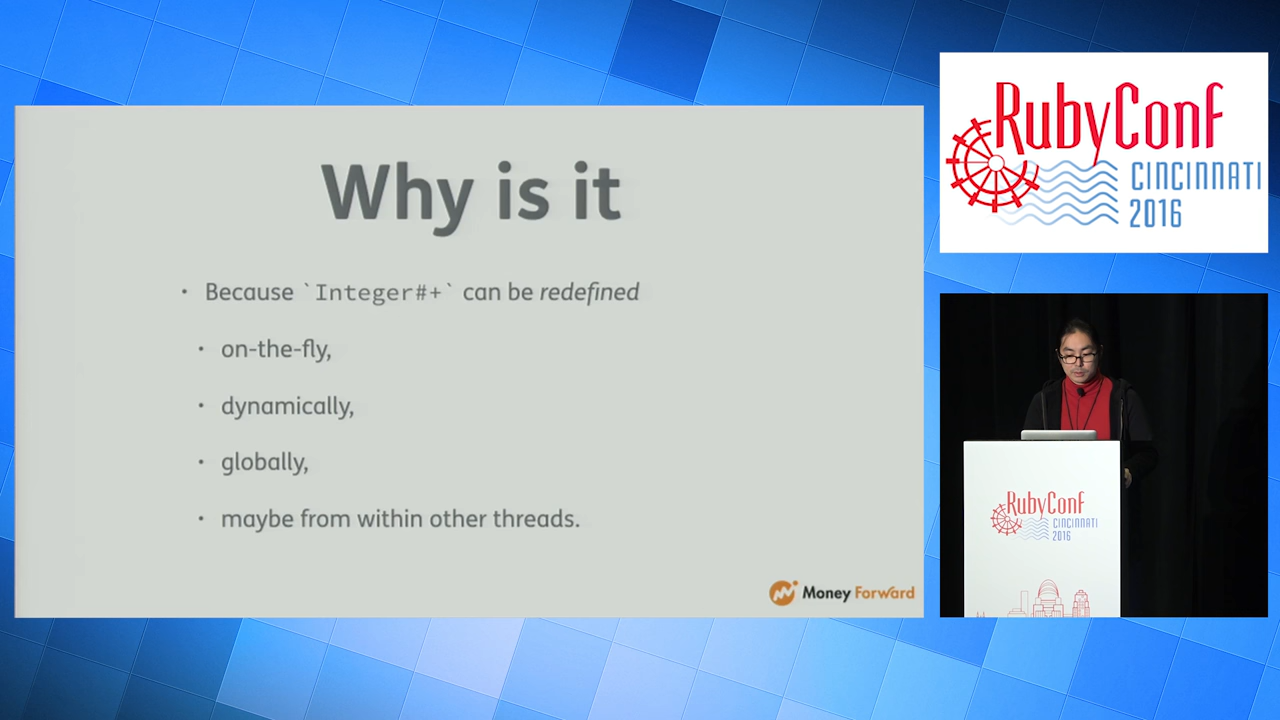 Why is it
• Because `Integer#+` can be redefined
• on-the-fly,
• dynamically,
• globally,
• maybe from within other threads.
Money Forward
RubyConf
CINCINNATI
2016
RubyConf
CINCINNATI
2016